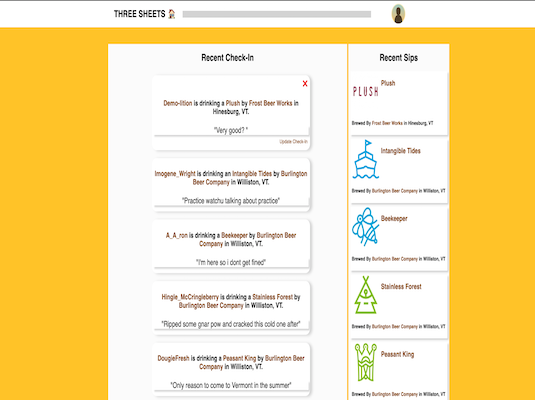 THREE SHEETS
Recent Check-In
Demo-lition is drinking a Plush by Frost Beer Works in
Hinesburg, VT.
"Very good? "
Update Check-In
Imogene_Wright is drinking an Intangible Tides by Burlington
Beer Company in Williston, VT.
"Practice watchu talking about practice"
A_A_ron is drinking a Beekeeper by Burlington Beer
Company in Williston, VT.
"I'm here so i dont get fined"
Hingle_McCringleberry is drinking a Stainless Forest by
Burlington Beer Company in Williston, VT.
"Ripped some gnar pow and cracked this cold one after"
DougieFresh is drinking a Peasant King by Burlington Beer
Company in Williston, VT.
"Only reason to come to Vermont in the summer"
Recent Sips
PLUSH
Plush
Brewed By Frost Beer Works in Hinesburg, VT
Intangible Tides
Brewed By Burlington Beer Company in Williston, VT
Beekeeper
Brewed By Burlington Beer Company in Williston, VT
Stainless Forest
Brewed By Burlington Beer Company in Williston, VT
Peasant King
Brewed By Burlington Beer Company in Williston, VT